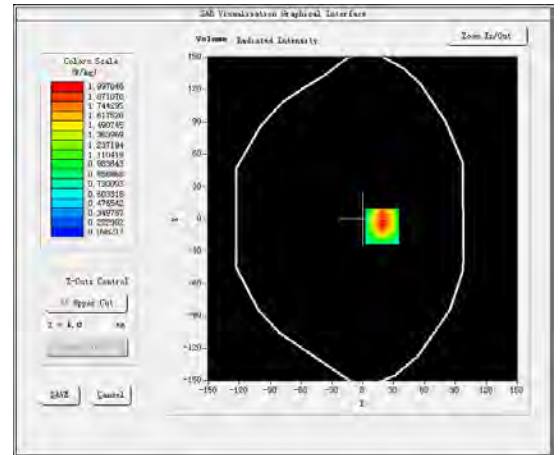 SAR Visualisation Graphical Interface
Volume Radiated Intensity
Zoom In/Out
Colors Scale
(W/kg)
1.997846
1.871070
1.744295
1.617520
1.490745
1.363969
1.237194
1.110419
0.983643
0.856868
0.730093
0.603318
0.476542
0.349767
0.222992
150
120
90
60
30
0
-30
-60
-90
-120
-150
-150 -120 -90 -60 -30 0 30 60 90 120 150
X
Z-Cuts Control
Upper Cut
Z = 4.0 mm
SAVE
Cancel